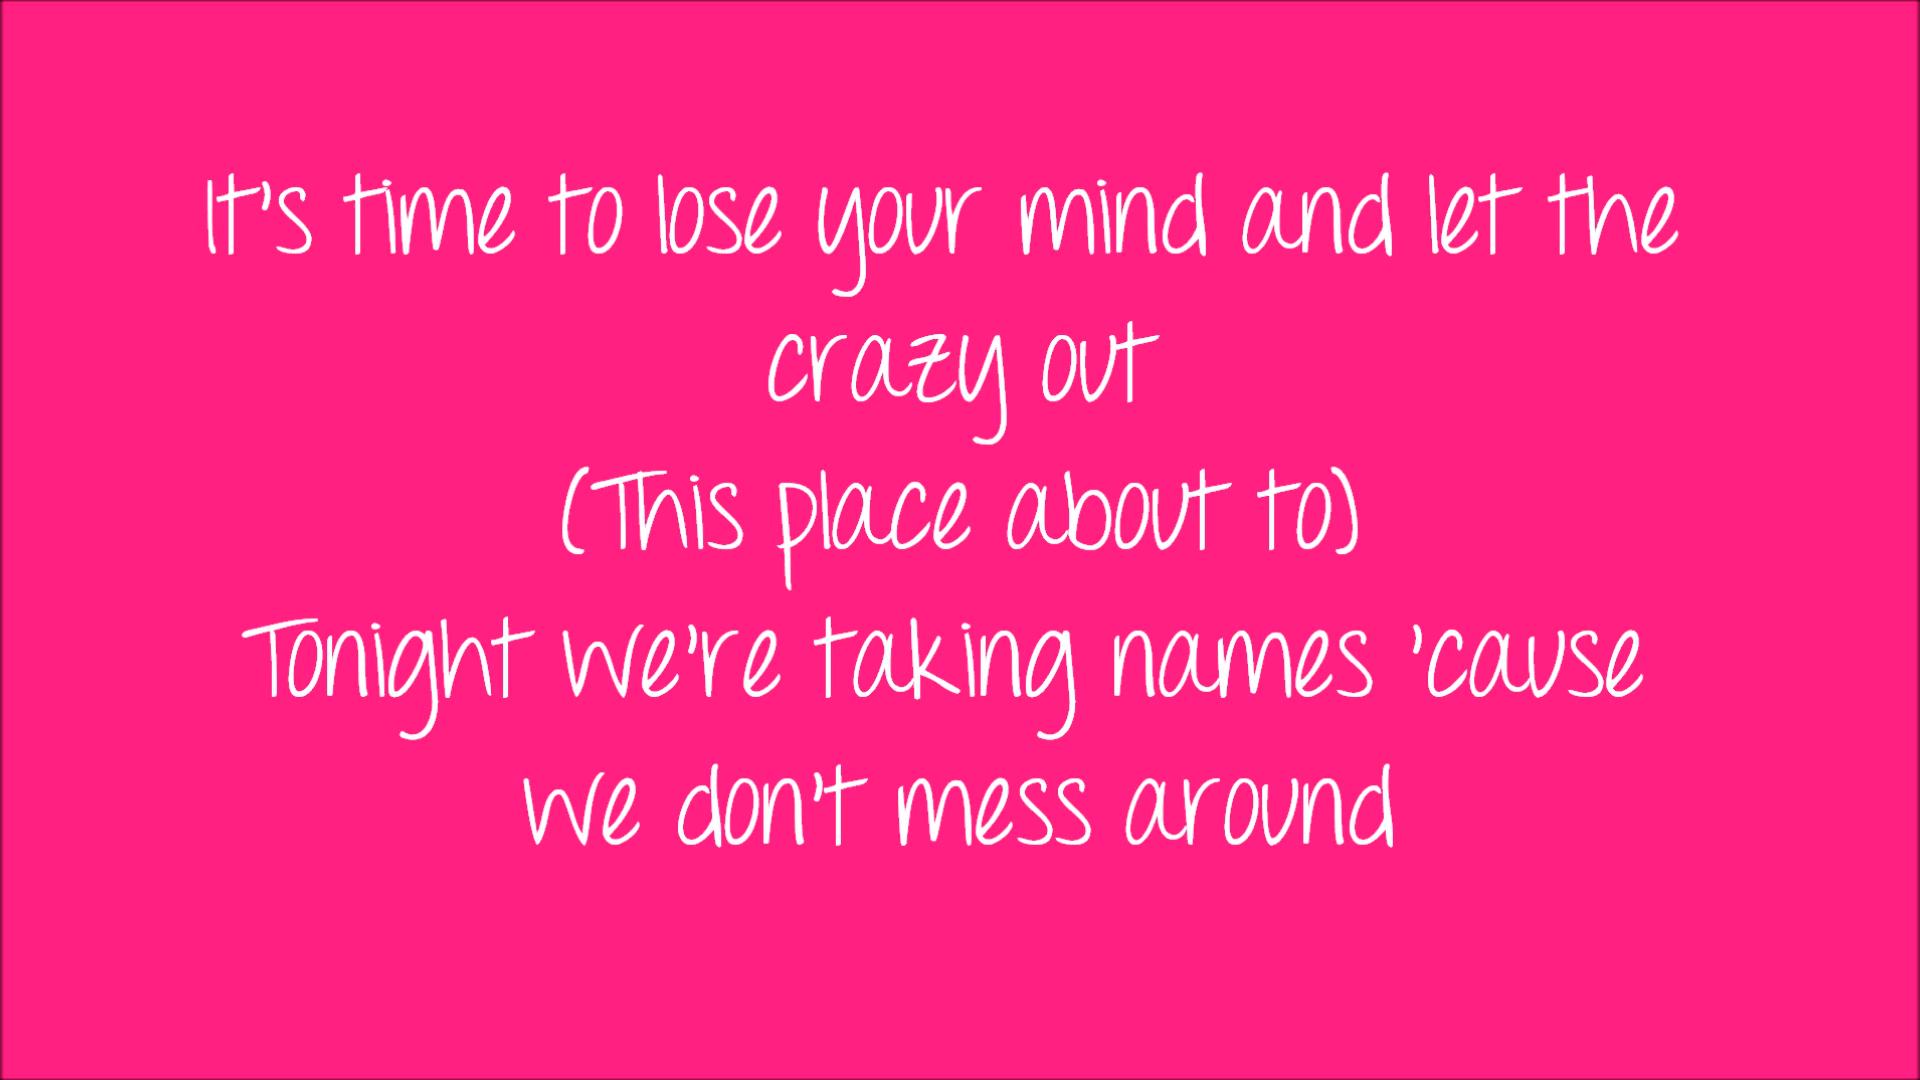 It's time to lose your mind and let the
crazy out
(This place about to)
Tonight we're taking names 'cause
we don't mess around